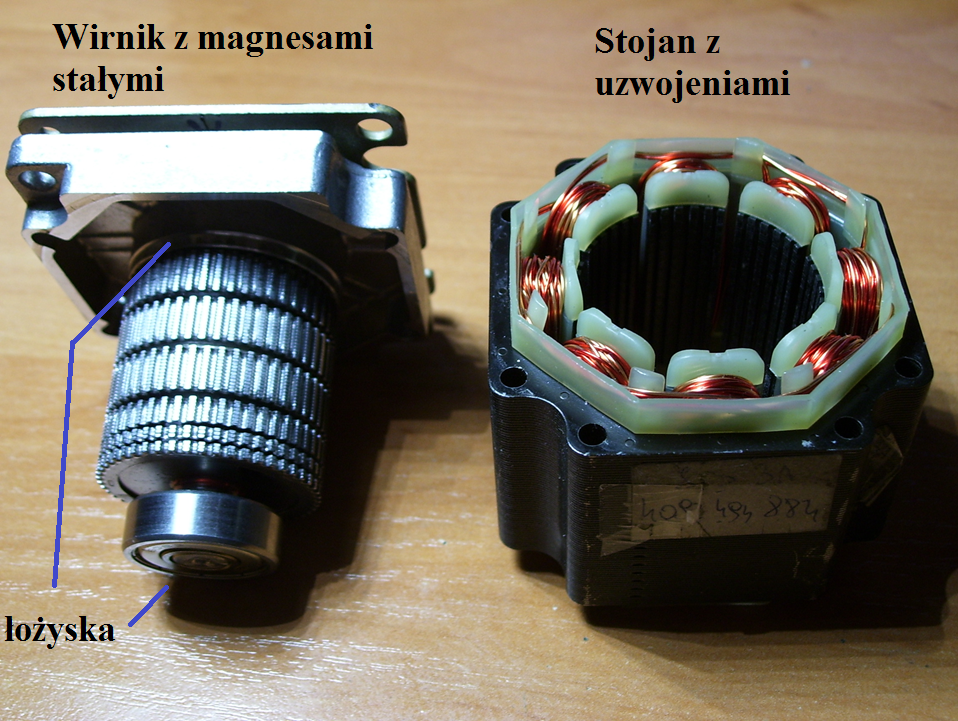 Wirnik z magnesami
stałymi
Stojan z
uzwojeniami
łożyska